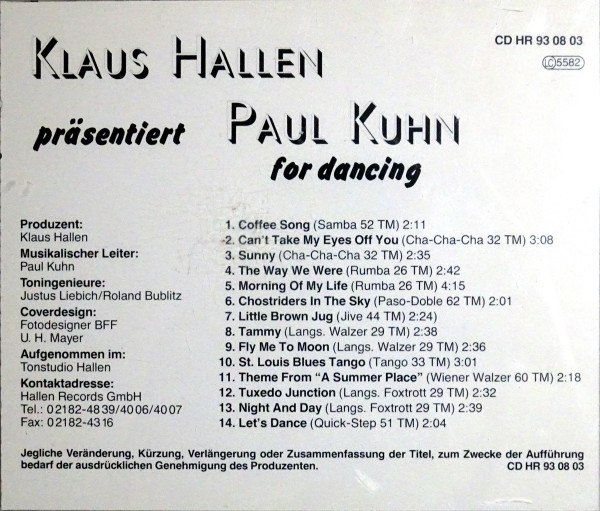 CD HR 93 08 03
LC 5582
KLAUS HALLEN
präsentiert PAUL KUHN
for dancing
Produzent:
Klaus Hallen
Musikalischer Leiter:
Paul Kuhn
Toningenieure:
Justus Liebich/Roland Bublitz
Coverdesign:
Fotodesigner BFF
U. H. Mayer
Aufgenommen im:
Tonstudio Hallen
Kontaktadresse:
Hallen Records GmbH
Tel.: 02182-4839/4006/4007
Fax: 02182-4316
1. Coffee Song (Samba 52 TM) 2:11
2. Can't Take My Eyes Off You (Cha-Cha-Cha 32 TM) 3:08
3. Sunny (Cha-Cha-Cha 32 TM) 2:35
4. The Way We Were (Rumba 26 TM) 2:42
5. Morning Of My Life (Rumba 26 TM) 4:15
6. Chostriders In The Sky (Paso-Doble 62 TM) 2:01
7. Little Brown Jug (Jive 44 TM) 2:24)
8. Tammy (Langs. Walzer 29 TM) 2:38
9. Fly Me To Moon (Langs. Walzer 29 TM) 2:36
10. St. Louis Blues Tango (Tango 33 TM) 3:01
11. Theme From "A Summer Place" (Wiener Walzer 60 TM) 2:18
12. Tuxedo Junction (Langs. Foxtrott 29 TM) 2:32
13. Night And Day (Langs. Foxtrott 29 TM) 2:39
14. Let's Dance (Quick-Step 51 TM) 2:04
Jegliche Veränderung, Kürzung, Verlängerung oder Zusammenfassung der Titel, zum Zwecke der Aufführung
bedarf der ausdrücklichen Genehmigung des Produzenten. CD HR 93 08 03